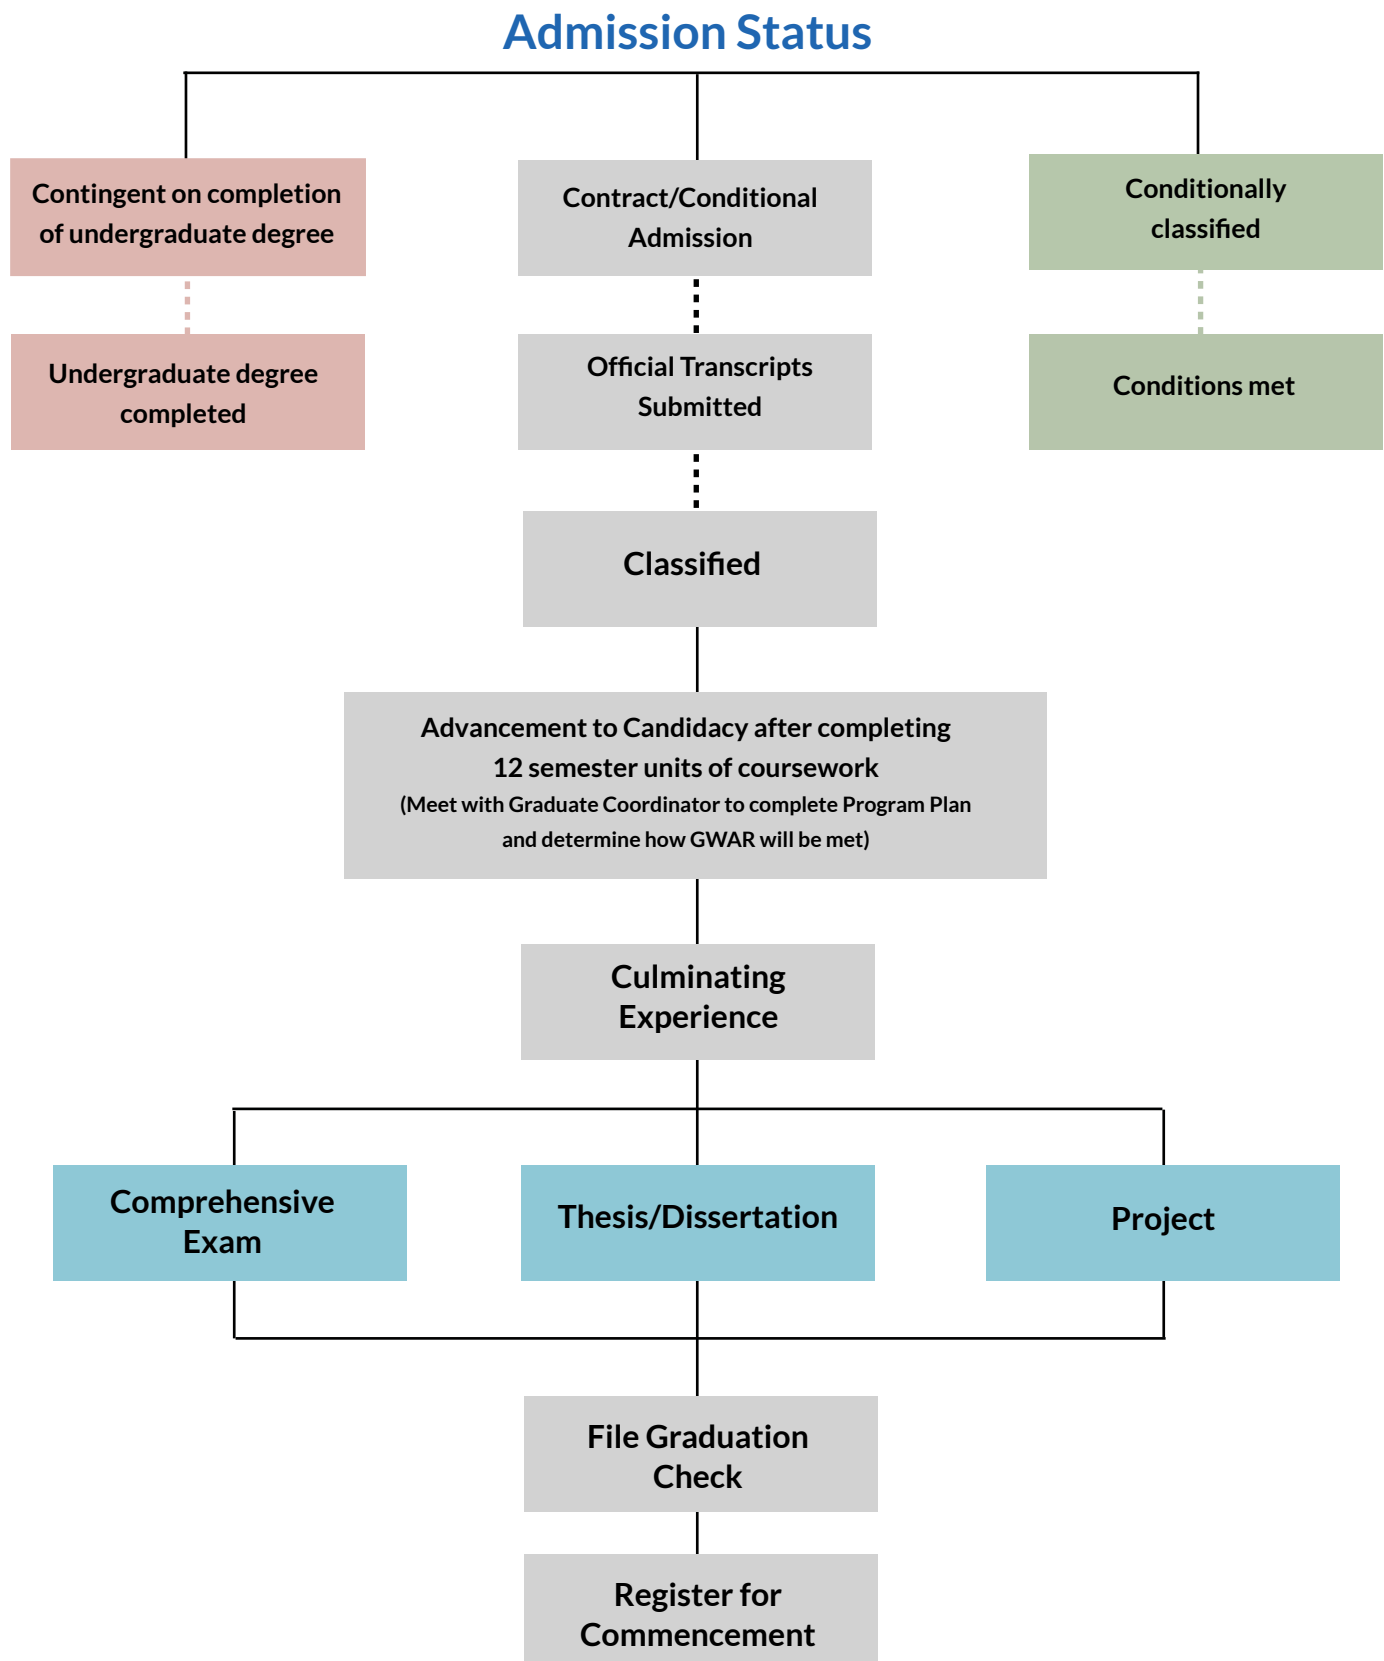 Admission Status
Contingent on completion
of undergraduate degree
Contract/Conditional
Admission
Conditionally
classified
Undergraduate degree
completed
Official Transcripts
Submitted
Conditions met
Classified
Advancement to Candidacy after completing
12 semester units of coursework
(Meet with Graduate Coordinator to complete Program Plan
and determine how GWAR will be met)
Culminating
Experience
Comprehensive
Exam
Thesis/Dissertation
Project
File Graduation
Check
Register for
Commencement